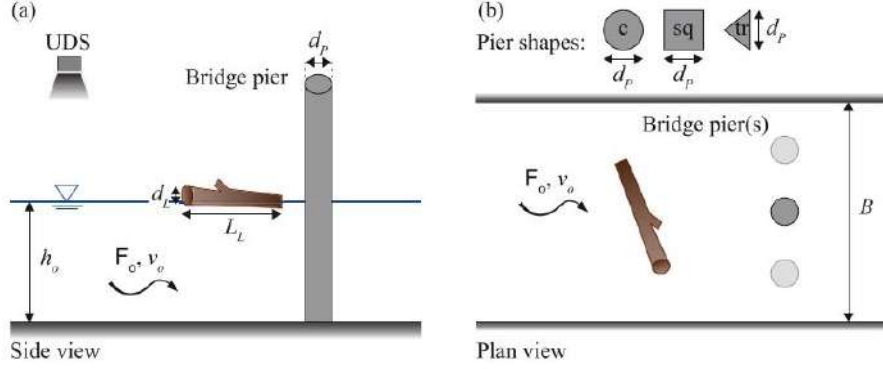 (a)
UDS
d_P
Bridge pier
d_L
L_L
h_o
F_o, v_o
Side view
(b)
Pier shapes:
c
sq
tr
d_P
d_P
d_P
Bridge pier(s)
F_o, v_o
B
Plan view